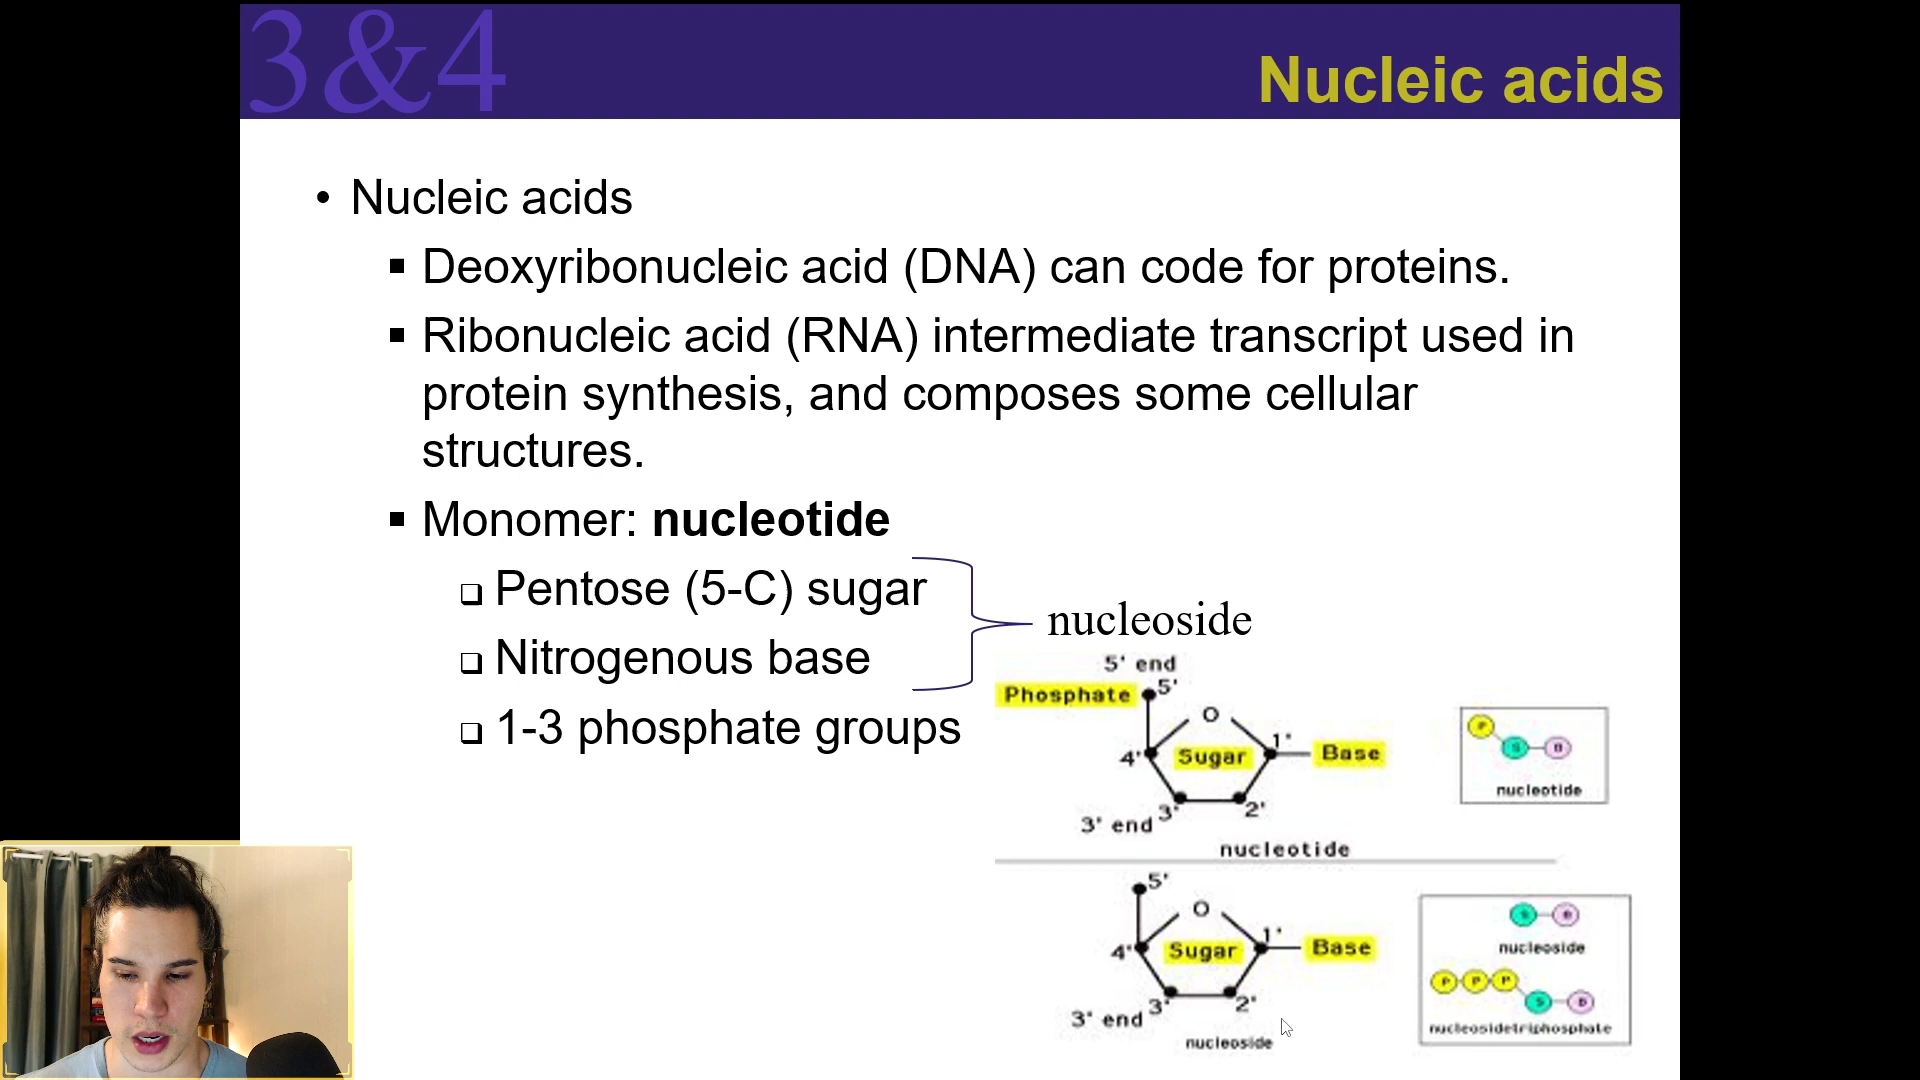 3&4
Nucleic acids
• Nucleic acids
▪ Deoxyribonucleic acid (DNA) can code for proteins.
▪ Ribonucleic acid (RNA) intermediate transcript used in
protein synthesis, and composes some cellular
structures.
▪ Monomer: nucleotide
❑ Pentose (5-C) sugar
❑ Nitrogenous base
❑ 1-3 phosphate groups
nucleoside
5' end
Phosphate 5'
O
4' Sugar 1' Base
3' 2'
3' end
nucleotide
P
S B
nucleotide
5'
O
4' Sugar 1' Base
3' 2'
3' end
nucleoside
S B
nucleoside
P P P
S B
nucleosidetriphosphate